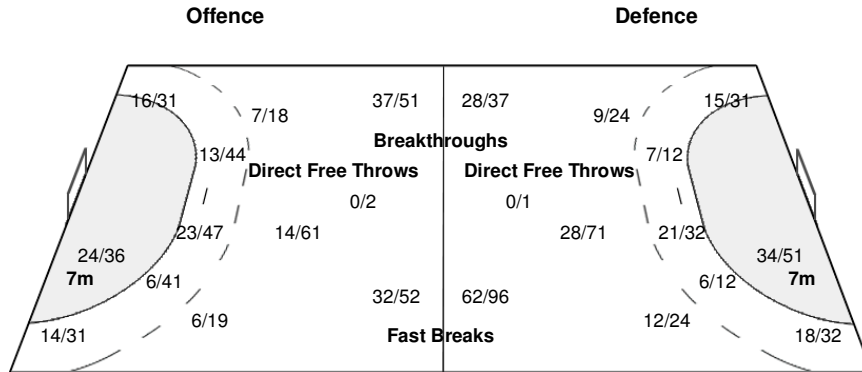 Offence Defence
16/31 37/51 28/37 15/31
7/18 9/24
Breakthroughs
13/44 7/12
Direct Free Throws Direct Free Throws
0/2 0/1
23/47 14/61 28/71 21/32
24/36 34/51
7m 6/41 6/12 7m
32/52 62/96
6/19 12/24
14/31 Fast Breaks 18/32